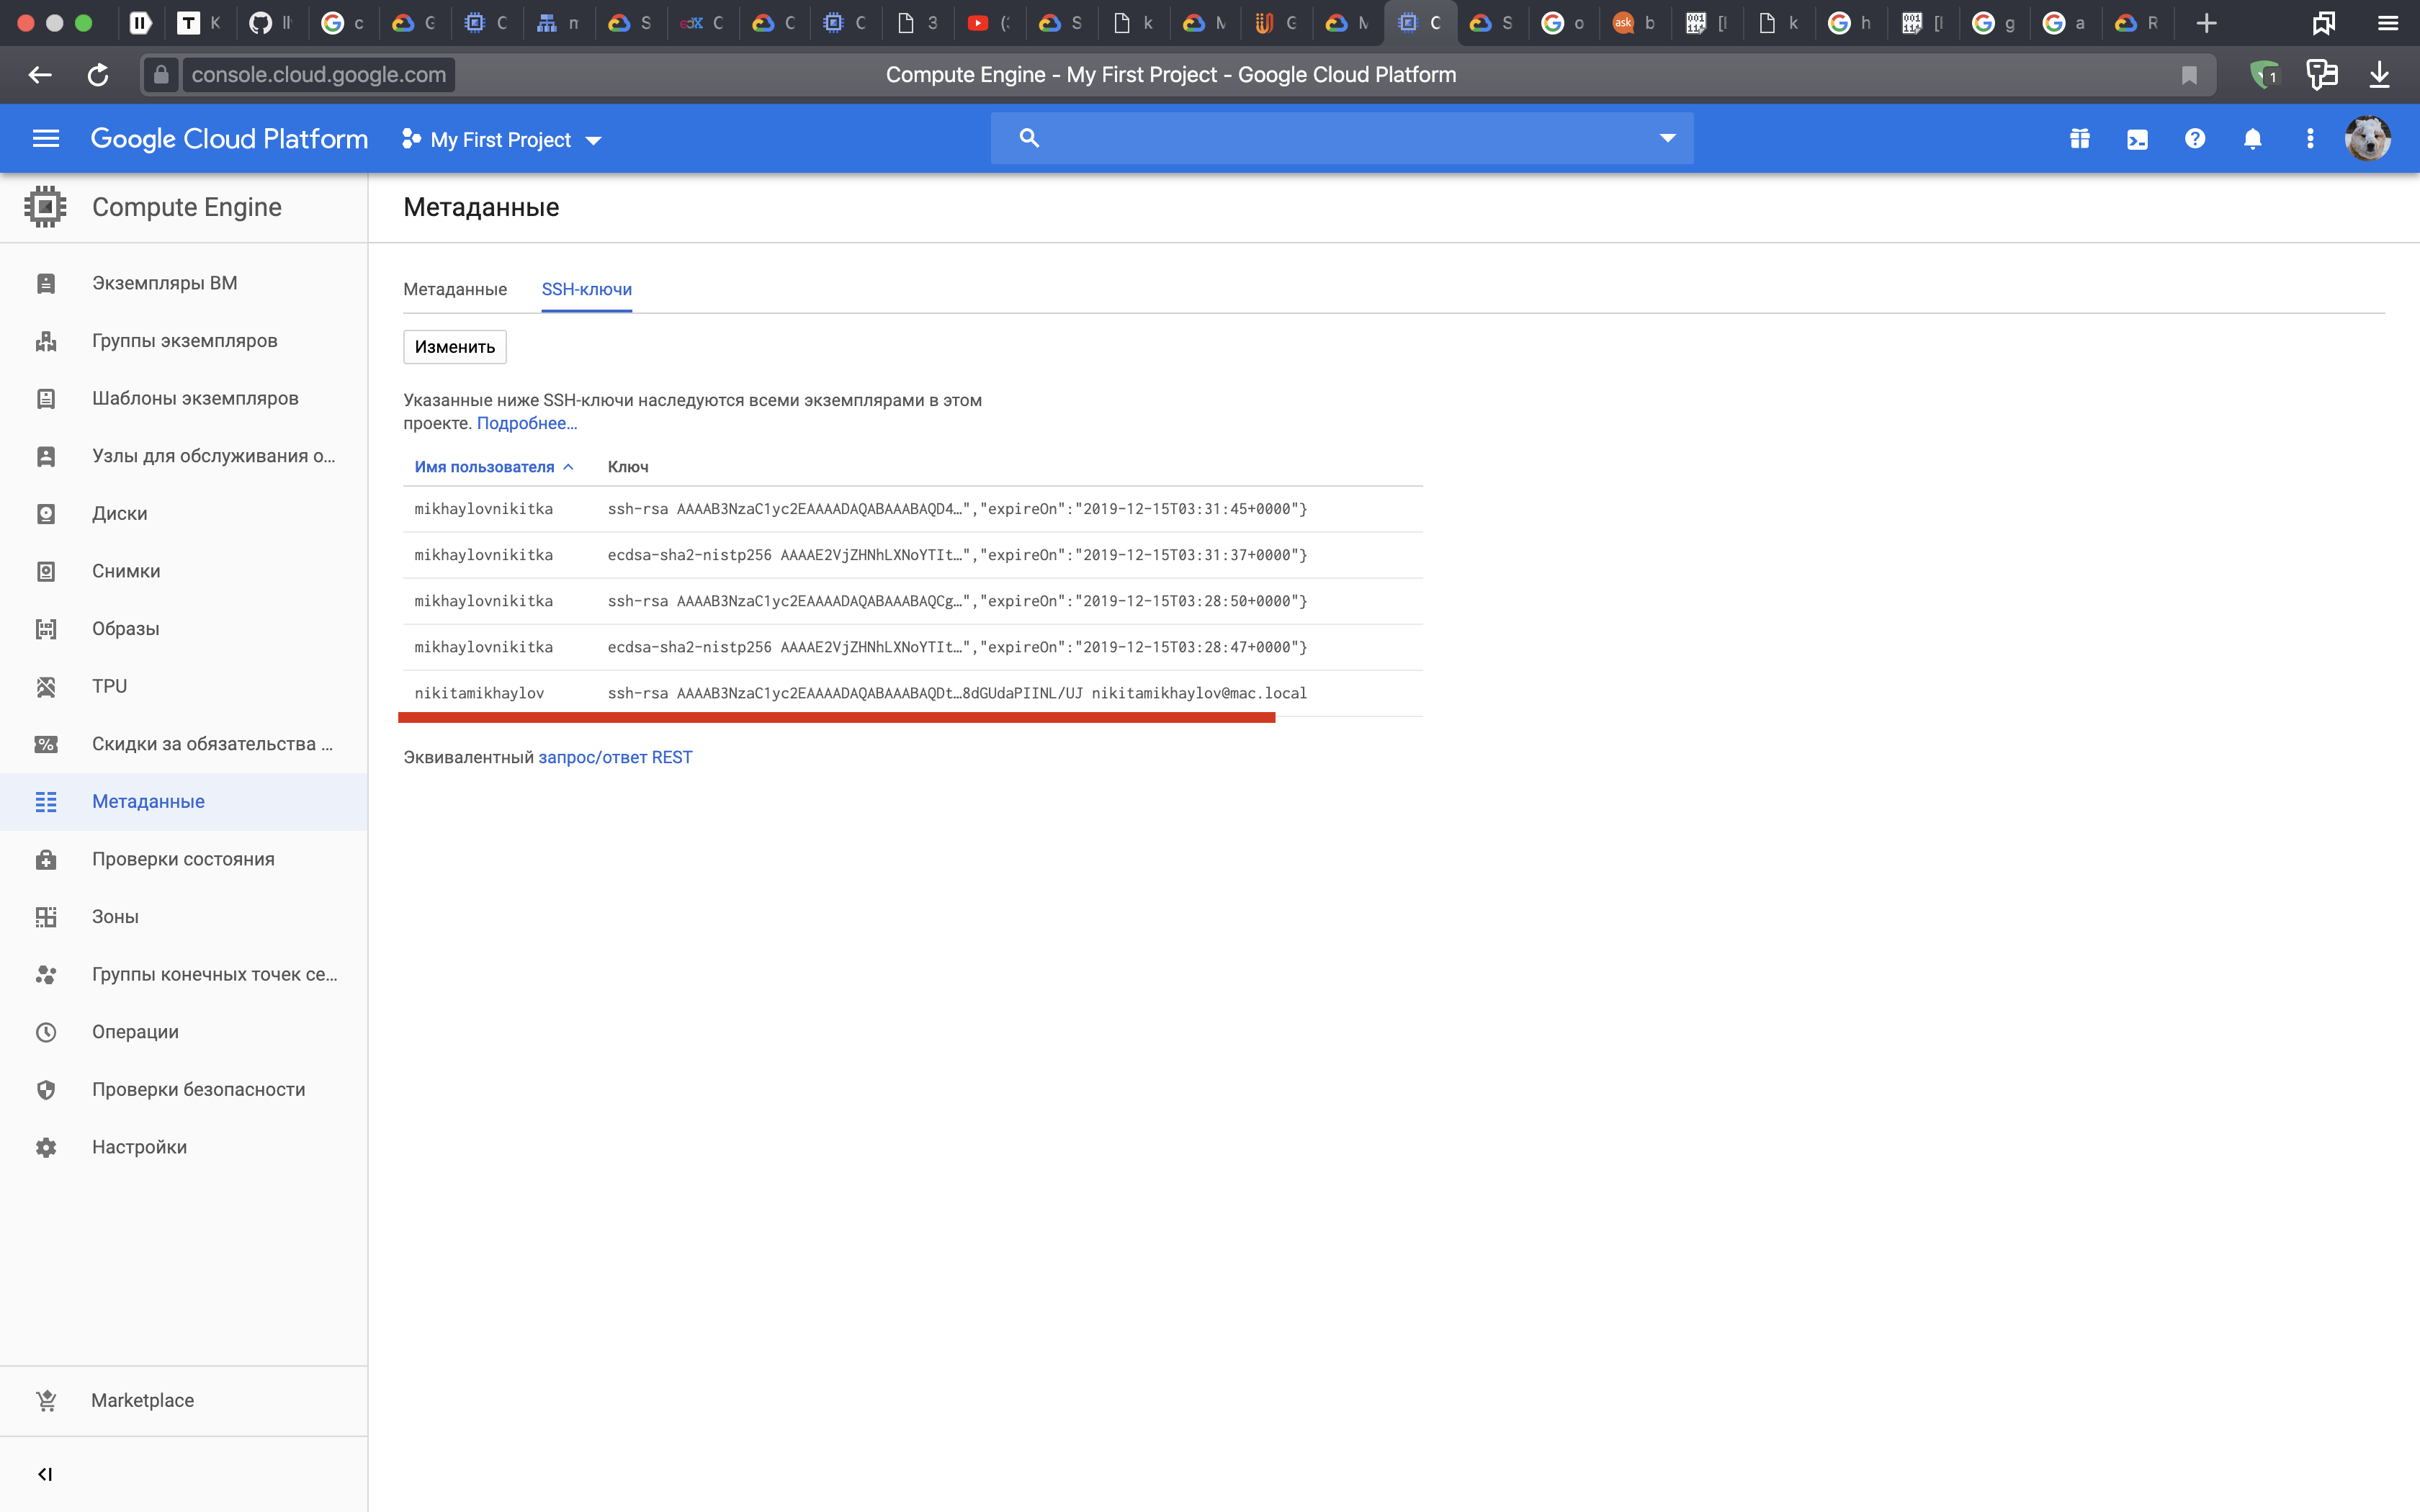 T K
G c
console.cloud.google.com
Compute Engine - My First Project - Google Cloud Platform
1
Google Cloud Platform
My First Project
Compute Engine
Метаданные
Экземпляры ВМ
Группы экземпляров
Шаблоны экземпляров
Узлы для обслуживания о...
Диски
Снимки
Образы
TPU
Скидки за обязательства ...
Метаданные
Проверки состояния
Зоны
Группы конечных точек се...
Операции
Проверки безопасности
Настройки
Marketplace
Метаданные SSH-ключи
Изменить
Указанные ниже SSH-ключи наследуются всеми экземплярами в этом
проекте. Подробнее...
Имя пользователя Ключ
mikhaylovnikitka ssh-rsa AAAAB3NzaC1yc2EAAAADAQABAAABAQD4…","expireOn":"2019-12-15T03:31:45+0000"}
mikhaylovnikitka ecdsa-sha2-nistp256 AAAAE2VjZHNhLXNoYTIt…","expireOn":"2019-12-15T03:31:37+0000"}
mikhaylovnikitka ssh-rsa AAAAB3NzaC1yc2EAAAADAQABAAABAQCg…","expireOn":"2019-12-15T03:28:50+0000"}
mikhaylovnikitka ecdsa-sha2-nistp256 AAAAE2VjZHNhLXNoYTIt…","expireOn":"2019-12-15T03:28:47+0000"}
nikitamikhaylov ssh-rsa AAAAB3NzaC1yc2EAAAADAQABAAABAQDt…8dGUdaPIINL/UJ nikitamikhaylov@mac.local
Эквивалентный запрос/ответ REST